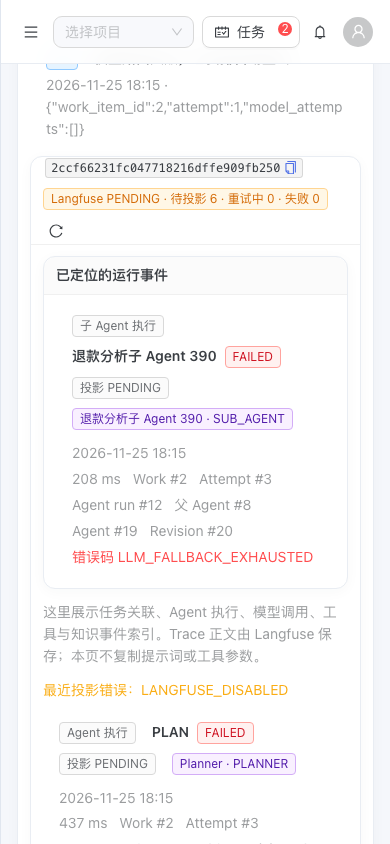 选择项目
任务
2
2026-11-25 18:15 ·
{"work_item_id":2,"attempt":1,"model_attemp
ts":[]}
2ccf66231fc047718216dffe909fb250
Langfuse PENDING · 待投影 6 · 重试中 0 · 失败 0
已定位的运行事件
子 Agent 执行
退款分析子 Agent 390 FAILED
投影 PENDING
退款分析子 Agent 390 · SUB_AGENT
2026-11-25 18:15
208 ms Work #2 Attempt #3
Agent run #12 父 Agent #8
Agent #19 Revision #20
错误码 LLM_FALLBACK_EXHAUSTED
这里展示任务关联、Agent 执行、模型调用、工
具与知识事件索引。Trace 正文由 Langfuse 保
存；本页不复制提示词或工具参数。
最近投影错误：LANGFUSE_DISABLED
Agent 执行 PLAN FAILED
投影 PENDING Planner · PLANNER
2026-11-25 18:15
437 ms Work #2 Attempt #3